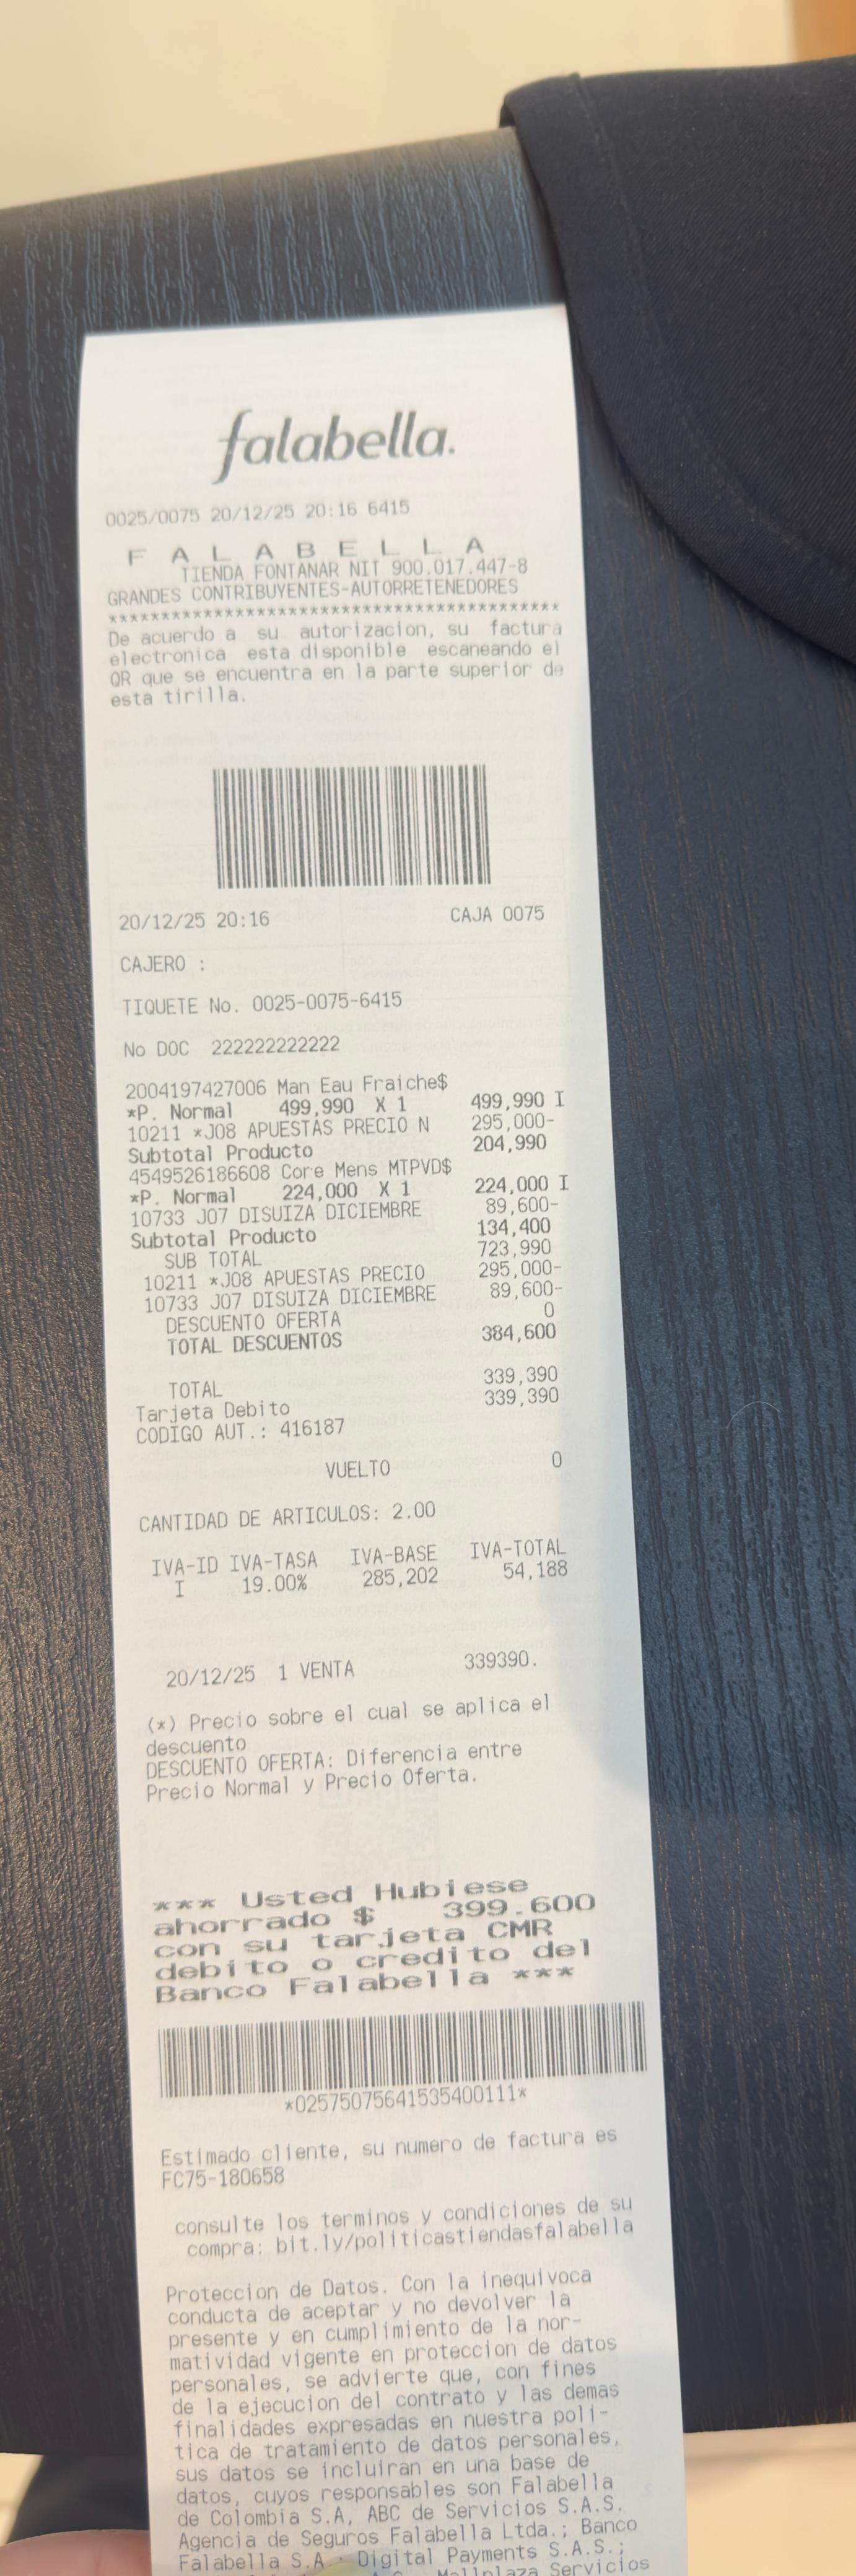 falabella.
0025/0075 20/12/25 20:16 6415
F A L A B E L L A
TIENDA FONTANAR NIT 900.017.447-8
GRANDES CONTRIBUYENTES-AUTORRETENEDORES
*******************************************
De acuerdo a su autorizacion, su factura
electronica esta disponible escaneando el
QR que se encuentra en la parte superior de
esta tirilla.
20/12/25 20:16 CAJA 0075
CAJERO :
TIQUETE No. 0025-0075-6415
No DOC 222222222222
2004197427006 Man Eau Fraiche$
*P. Normal 499,990 X 1 499,990 I
10211 *J08 APUESTAS PRECIO N 295,000-
Subtotal Producto 204,990
4549526186608 Core Mens MTPVD$
*P. Normal 224,000 X 1 224,000 I
10733 J07 DISUIZA DICIEMBRE 89,600-
Subtotal Producto 134,400
SUB TOTAL 723,990
10211 *J08 APUESTAS PRECIO 295,000-
10733 J07 DISUIZA DICIEMBRE 89,600-
DESCUENTO OFERTA 0
TOTAL DESCUENTOS 384,600
TOTAL 339,390
Tarjeta Debito 339,390
CODIGO AUT.: 416187
VUELTO 0
CANTIDAD DE ARTICULOS: 2.00
IVA-ID IVA-TASA IVA-BASE IVA-TOTAL
I 19.00% 285,202 54,188
20/12/25 1 VENTA 339390.
(*) Precio sobre el cual se aplica el
descuento
DESCUENTO OFERTA: Diferencia entre
Precio Normal y Precio Oferta.
*** Usted Hubiese
ahorrado $ 399.600
con su tarjeta CMR
debito o credito del
Banco Falabella ***
*02575075641535400111*
Estimado cliente, su numero de factura es
FC75-180658
consulte los terminos y condiciones de su
compra: bit.ly/politicastiendasfalabella
Proteccion de Datos. Con la inequivoca
conducta de aceptar y no devolver la
presente y en cumplimiento de la nor-
matividad vigente en proteccion de datos
personales, se advierte que, con fines
de la ejecucion del contrato y las demas
finalidades expresadas en nuestra poli-
tica de tratamiento de datos personales,
sus datos se incluiran en una base de
datos, cuyos responsables son Falabella
de Colombia S.A, ABC de Servicios S.A.S.
Agencia de Seguros Falabella Ltda.; Banco
Falabella S.A.; Digital Payments S.A.S.;
Mallplaza Servicios